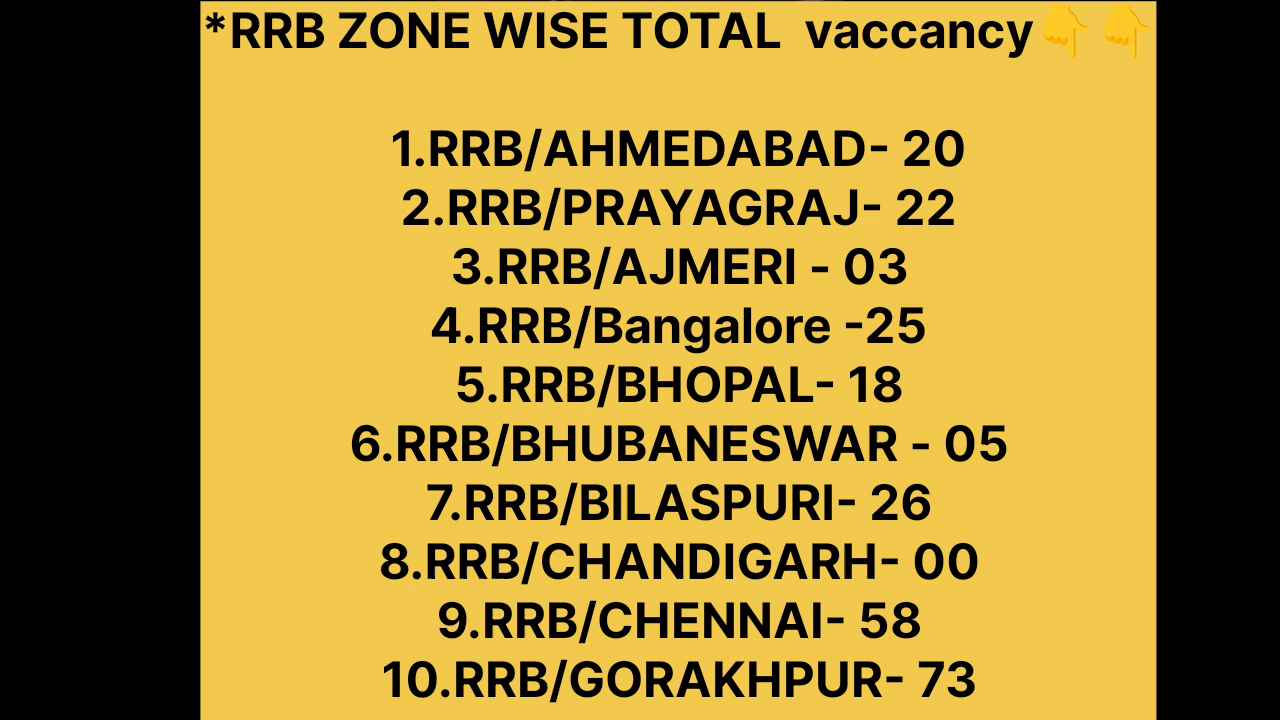 *RRB ZONE WISE TOTAL vaccancy👇👇
1.RRB/AHMEDABAD- 20
2.RRB/PRAYAGRAJ- 22
3.RRB/AJMERI - 03
4.RRB/Bangalore -25
5.RRB/BHOPAL- 18
6.RRB/BHUBANESWAR - 05
7.RRB/BILASPURI- 26
8.RRB/CHANDIGARH- 00
9.RRB/CHENNAI- 58
10.RRB/GORAKHPUR- 73